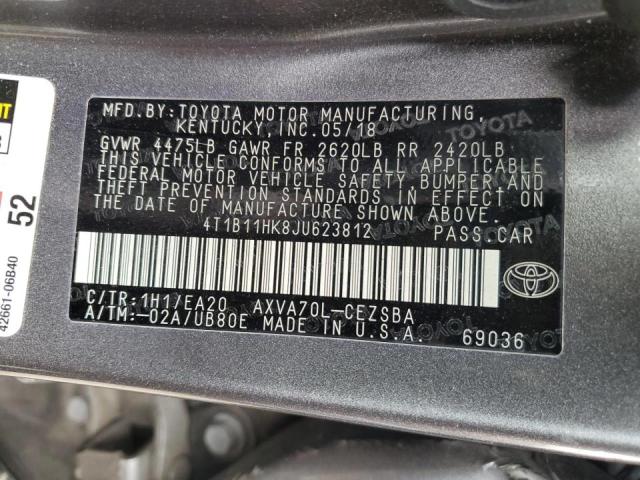 MFD.BY:TOYOTA MOTOR MANUFACTURING,
KENTUCKY, INC.05/18
GVWR 4475LB GAWR FR 2620LB RR 2420LB
THIS VEHICLE CONFORMS TO ALL APPLICABLE
FEDERAL MOTOR VEHICLE SAFETY,BUMPER,AND
THEFT PREVENTION STANDARDS IN EFFECT ON
THE DATE OF MANUFACTURE SHOWN ABOVE.
4T1B11HK8JU623812 PASS.CAR
C/TR:1H1/EA20 AXVA70L-CEZSBA
A/TM:-02A/UB80E MADE IN U.S.A. 69036
52
42661-06B40